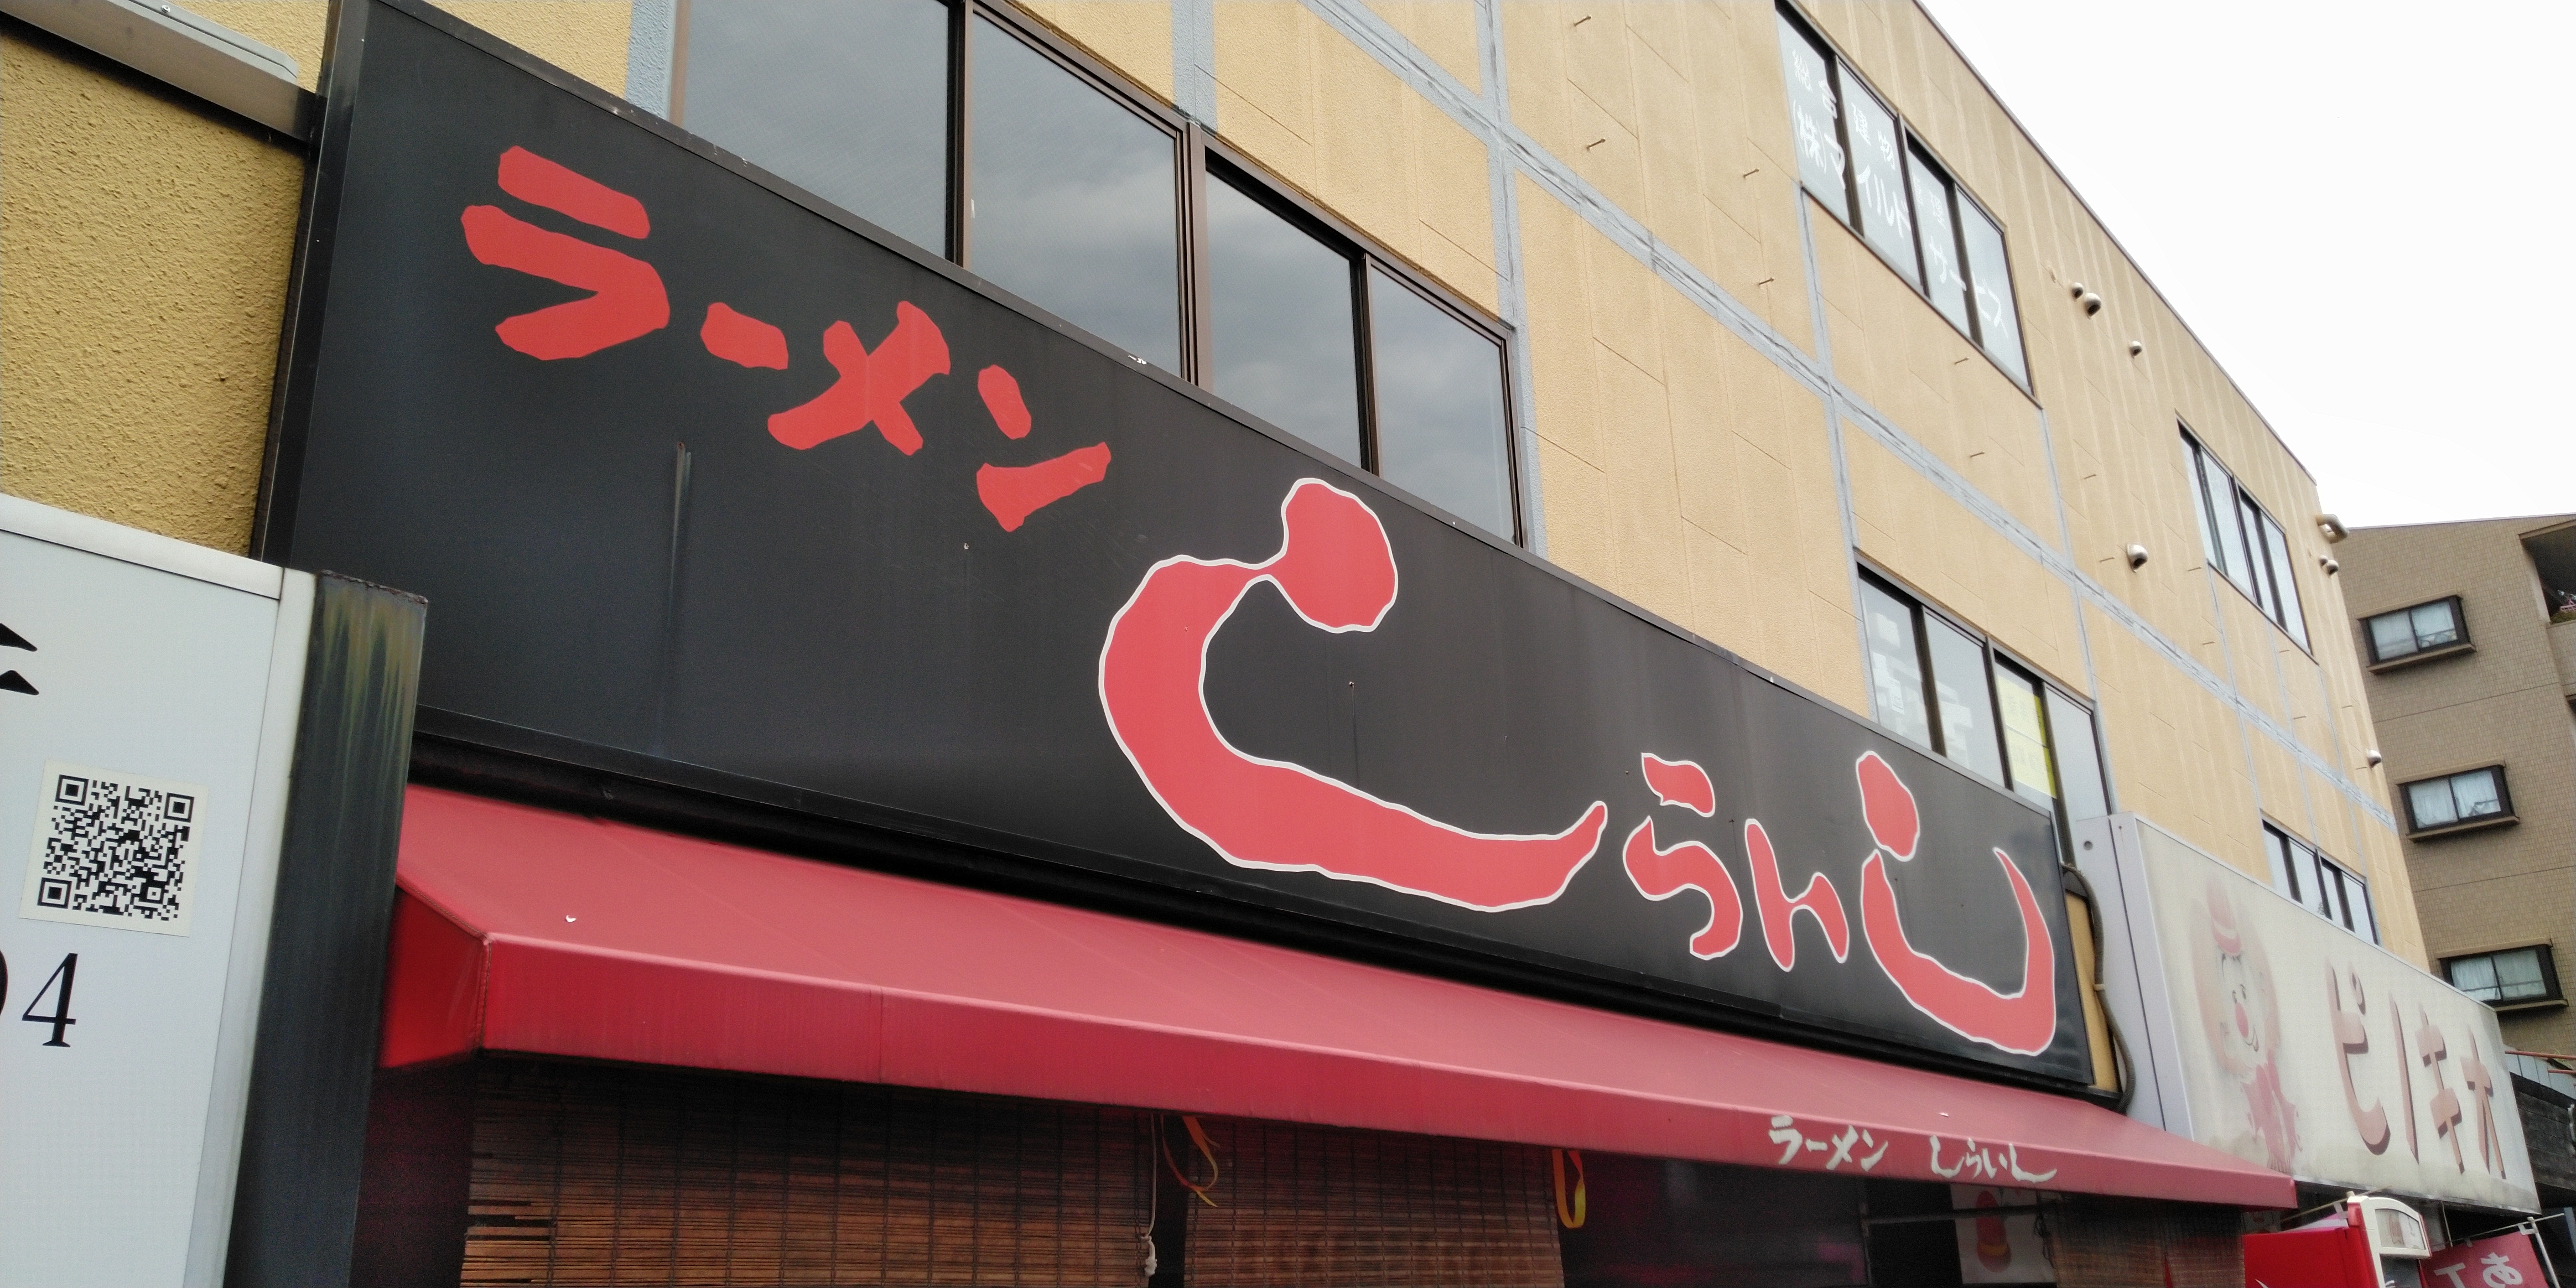 ラーメン しらいし
総合建物管理
(株)マイルドサービス
ラーメン しらいし
ピノキオ
04